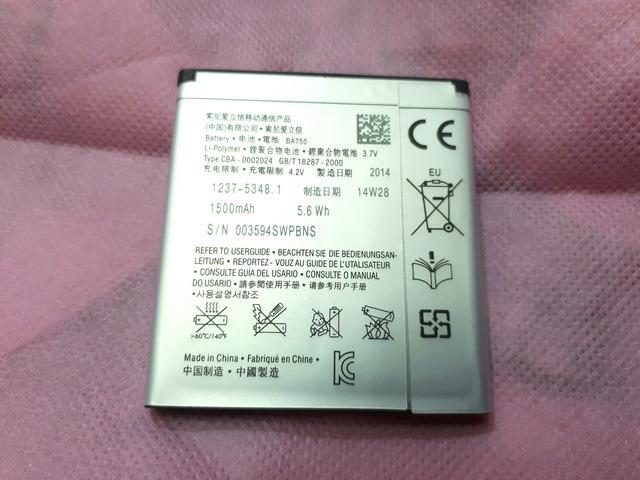 索尼爱立信移动通信产品
(中国)有限公司·索尼爱立信
Battery·电池·電池 BA750
Li-Polymer·锂聚合物电池·鋰聚合物電池 3.7V
Type CBA-0002024 GB/T18287-2000
充电限制·充電限制 4.2V 製造日期 2014
1237-5348.1 制造日期 14W28
1500mAh 5.6 Wh
S/N 003594SWPBNS
REFER TO USERGUIDE • BEACHTEN SIE DIE BEDIENUNGSAN-
LEITUNG • REPORTEZ - VOUZ AU GUIDE DE L'UTILISATEUR
• CONSULTE GUÍA DEL USARIO • CONSULTAR O MANUAL
DO USARIO • 請參閱使用手册 • 请参考用户手册
•사용설명서참조
>60°C/140°F
Made in China • Fabriqué en Chine •
中国制造 • 中國製造
CE
EU